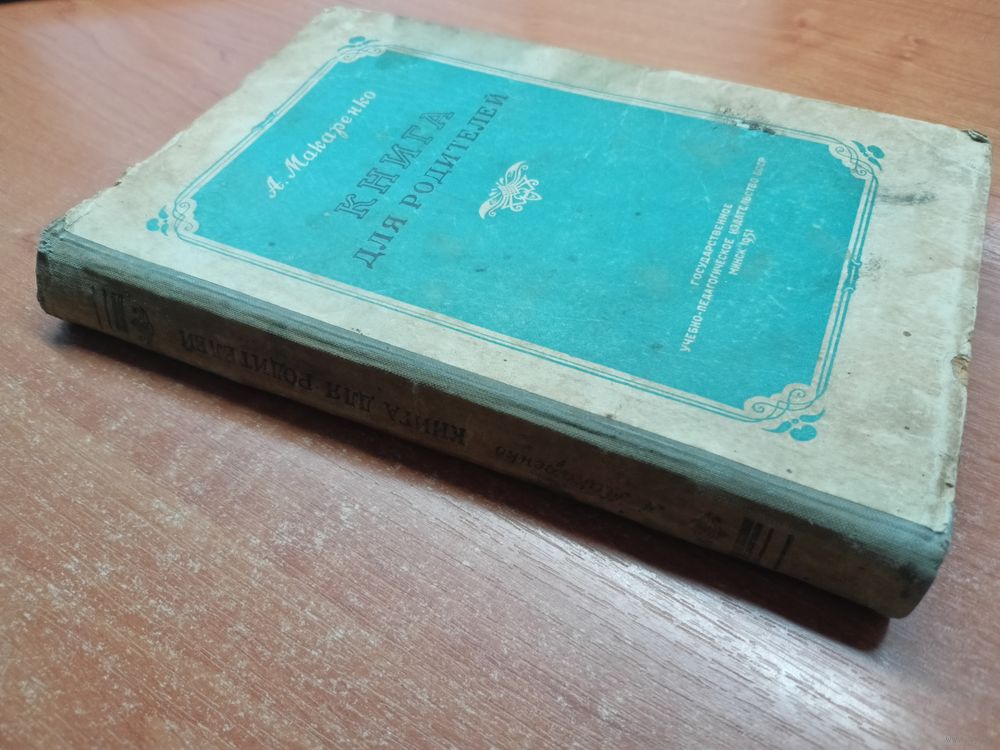 А. Макаренко
КНИГА
ДЛЯ РОДИТЕЛЕЙ
ГОСУДАРСТВЕННОЕ
УЧЕБНО-ПЕДАГОГИЧЕСКОЕ ИЗДАТЕЛЬСТВО БССР
МИНСК 1951
А. Макаренко КНИГА ДЛЯ РОДИТЕЛЕЙ